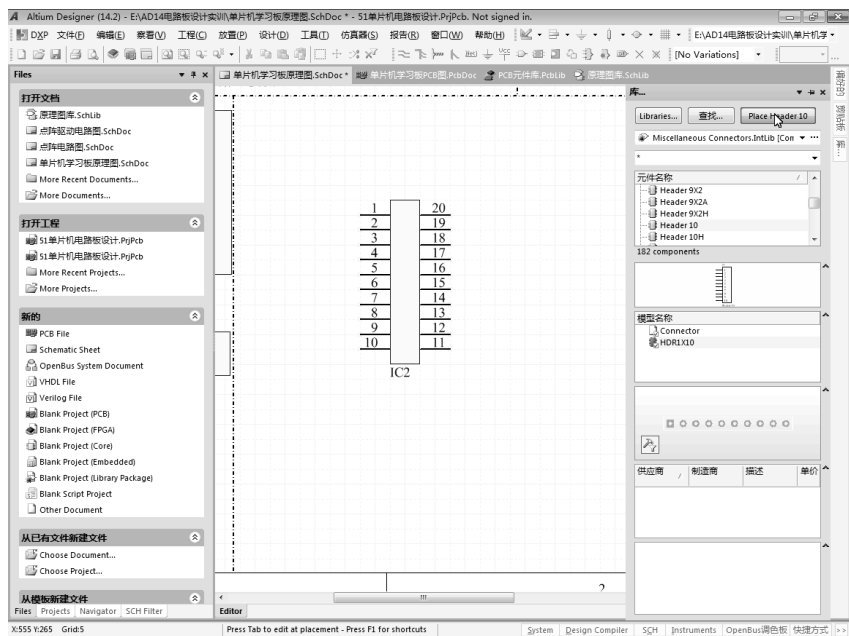 Altium Designer (14.2) - E:\AD14电路板设计实训\单片机学习板原理图.SchDoc * - 51单片机电路板设计.PrjPcb. Not signed in.
DXP 文件(F) 编辑(E) 察看(V) 工程(C) 放置(P) 设计(D) 工具(T) 仿真器(S) 报告(R) 窗口(W) 帮助(H) E:\AD14电路板设计实训\单片机学
[No Variations]
Files
单片机学习板原理图.SchDoc * 单片机学习板PCB图.PcbDoc PCB元件库.PcbLib 原理图库.SchLib
打开文档
原理图库.SchLib
点阵驱动电路图.SchDoc
点阵电路图.SchDoc
单片机学习板原理图.SchDoc
More Recent Documents...
More Documents...
打开工程
51单片机电路板设计.PrjPcb
51单片机电路板设计.PrjPcb
More Recent Projects...
More Projects...
新的
PCB File
Schematic Sheet
OpenBus System Document
VHDL File
Verilog File
Blank Project (PCB)
Blank Project (FPGA)
Blank Project (Core)
Blank Project (Embedded)
Blank Project (Library Package)
Blank Script Project
Other Document
从已有文件新建文件
Choose Document...
Choose Project...
从模板新建文件
Files Projects Navigator SCH Filter
1 20
2 19
3 18
4 17
5 16
6 15
7 14
8 13
9 12
10 11
IC2
2
Editor
库...
Libraries... 查找... Place Header 10
Miscellaneous Connectors.IntLib [Con
*
元件名称
Header 9X2
Header 9X2A
Header 9X2H
Header 10
Header 10H
182 components
模型名称
Connector
HDR1X10
供应商 制造商 描述 单价
X:555 Y:265 Grid:5 Press Tab to edit at placement - Press F1 for shortcuts System Design Compiler SCH Instruments OpenBus调色板 快捷方式 >>